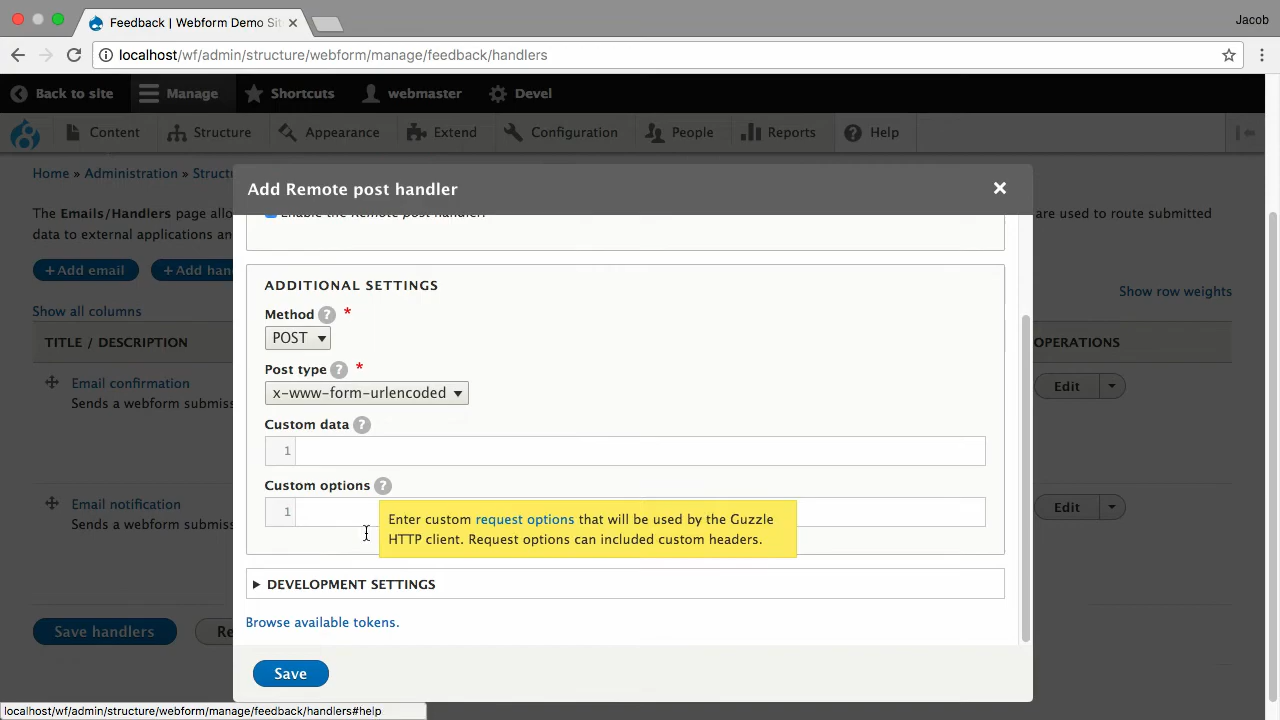 Feedback | Webform Demo Sit
Jacob
localhost/wf/admin/structure/webform/manage/feedback/handlers
Back to site
Manage
Shortcuts
webmaster
Devel
Content
Structure
Appearance
Extend
Configuration
People
Reports
Help
Home » Administration » Struct
The Emails/Handlers page allo
are used to route submitted
data to external applications an
+ Add email
+ Add han
Show all columns
Show row weights
TITLE / DESCRIPTION
OPERATIONS
Email confirmation
Sends a webform submiss
Edit
Email notification
Sends a webform submiss
Edit
Save handlers
Re
Add Remote post handler
Enable the Remote post handler.
ADDITIONAL SETTINGS
Method ? *
POST
Post type ? *
x-www-form-urlencoded
Custom data ?
1
Custom options ?
1
Enter custom request options that will be used by the Guzzle
HTTP client. Request options can included custom headers.
DEVELOPMENT SETTINGS
Browse available tokens.
Save
localhost/wf/admin/structure/webform/manage/feedback/handlers#help